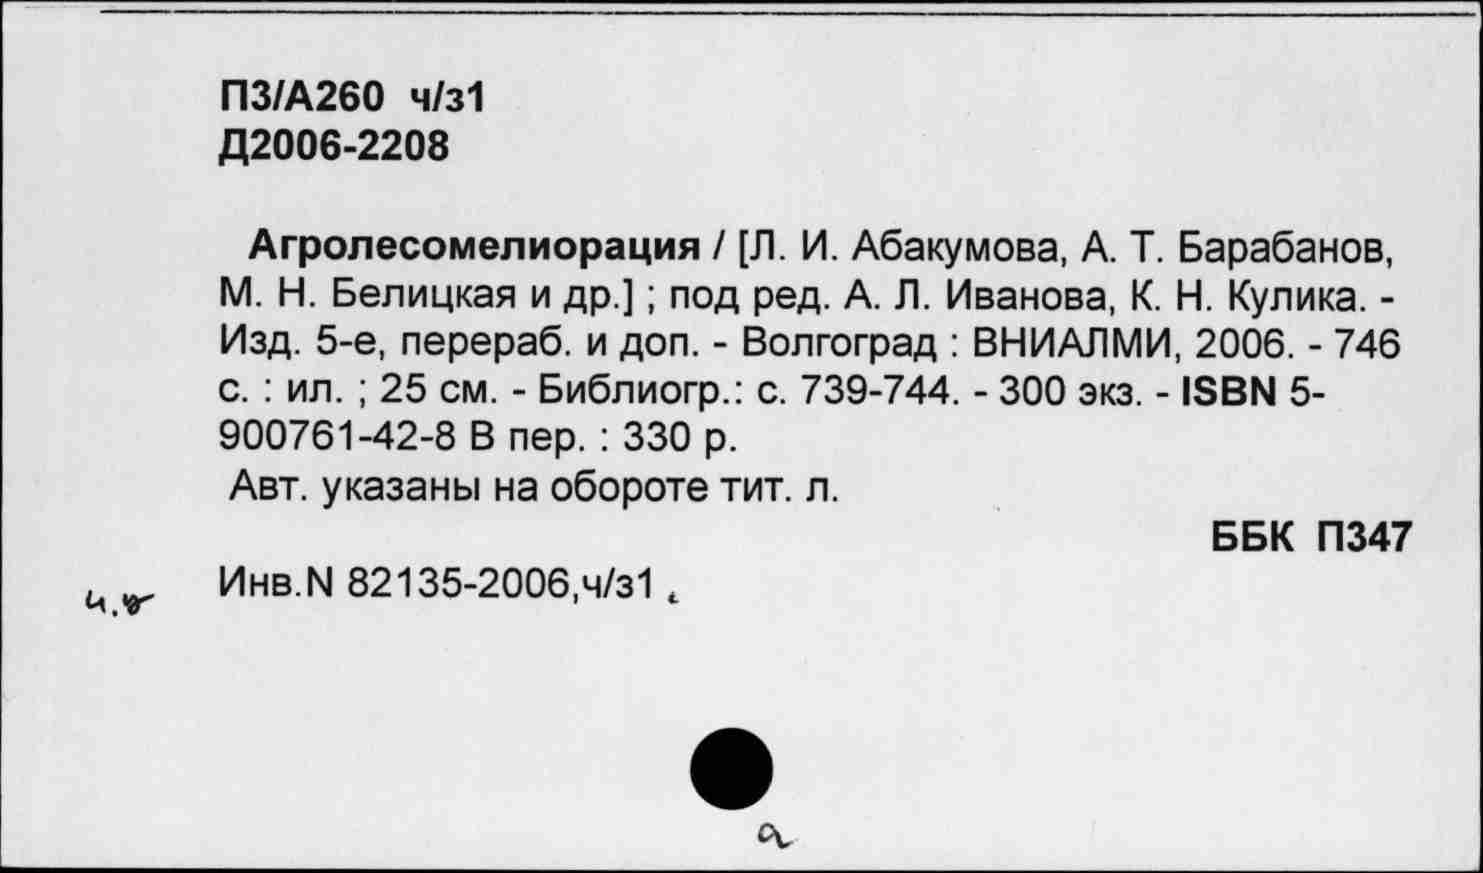 П3/А260 ч/з1
Д2006-2208
Агролесомелиорация / [Л. И. Абакумова, А. Т. Барабанов,
М. Н. Белицкая и др.] ; под ред. А. Л. Иванова, К. Н. Кулика. -
Изд. 5-е, перераб. и доп. - Волгоград : ВНИАЛМИ, 2006. - 746
с. : ил. ; 25 см. - Библиогр.: с. 739-744. - 300 экз. - ISBN 5-
900761-42-8 В пер. : 330 р.
Авт. указаны на обороте тит. л.
ББК П347
Инв.N 82135-2006,ч/з1